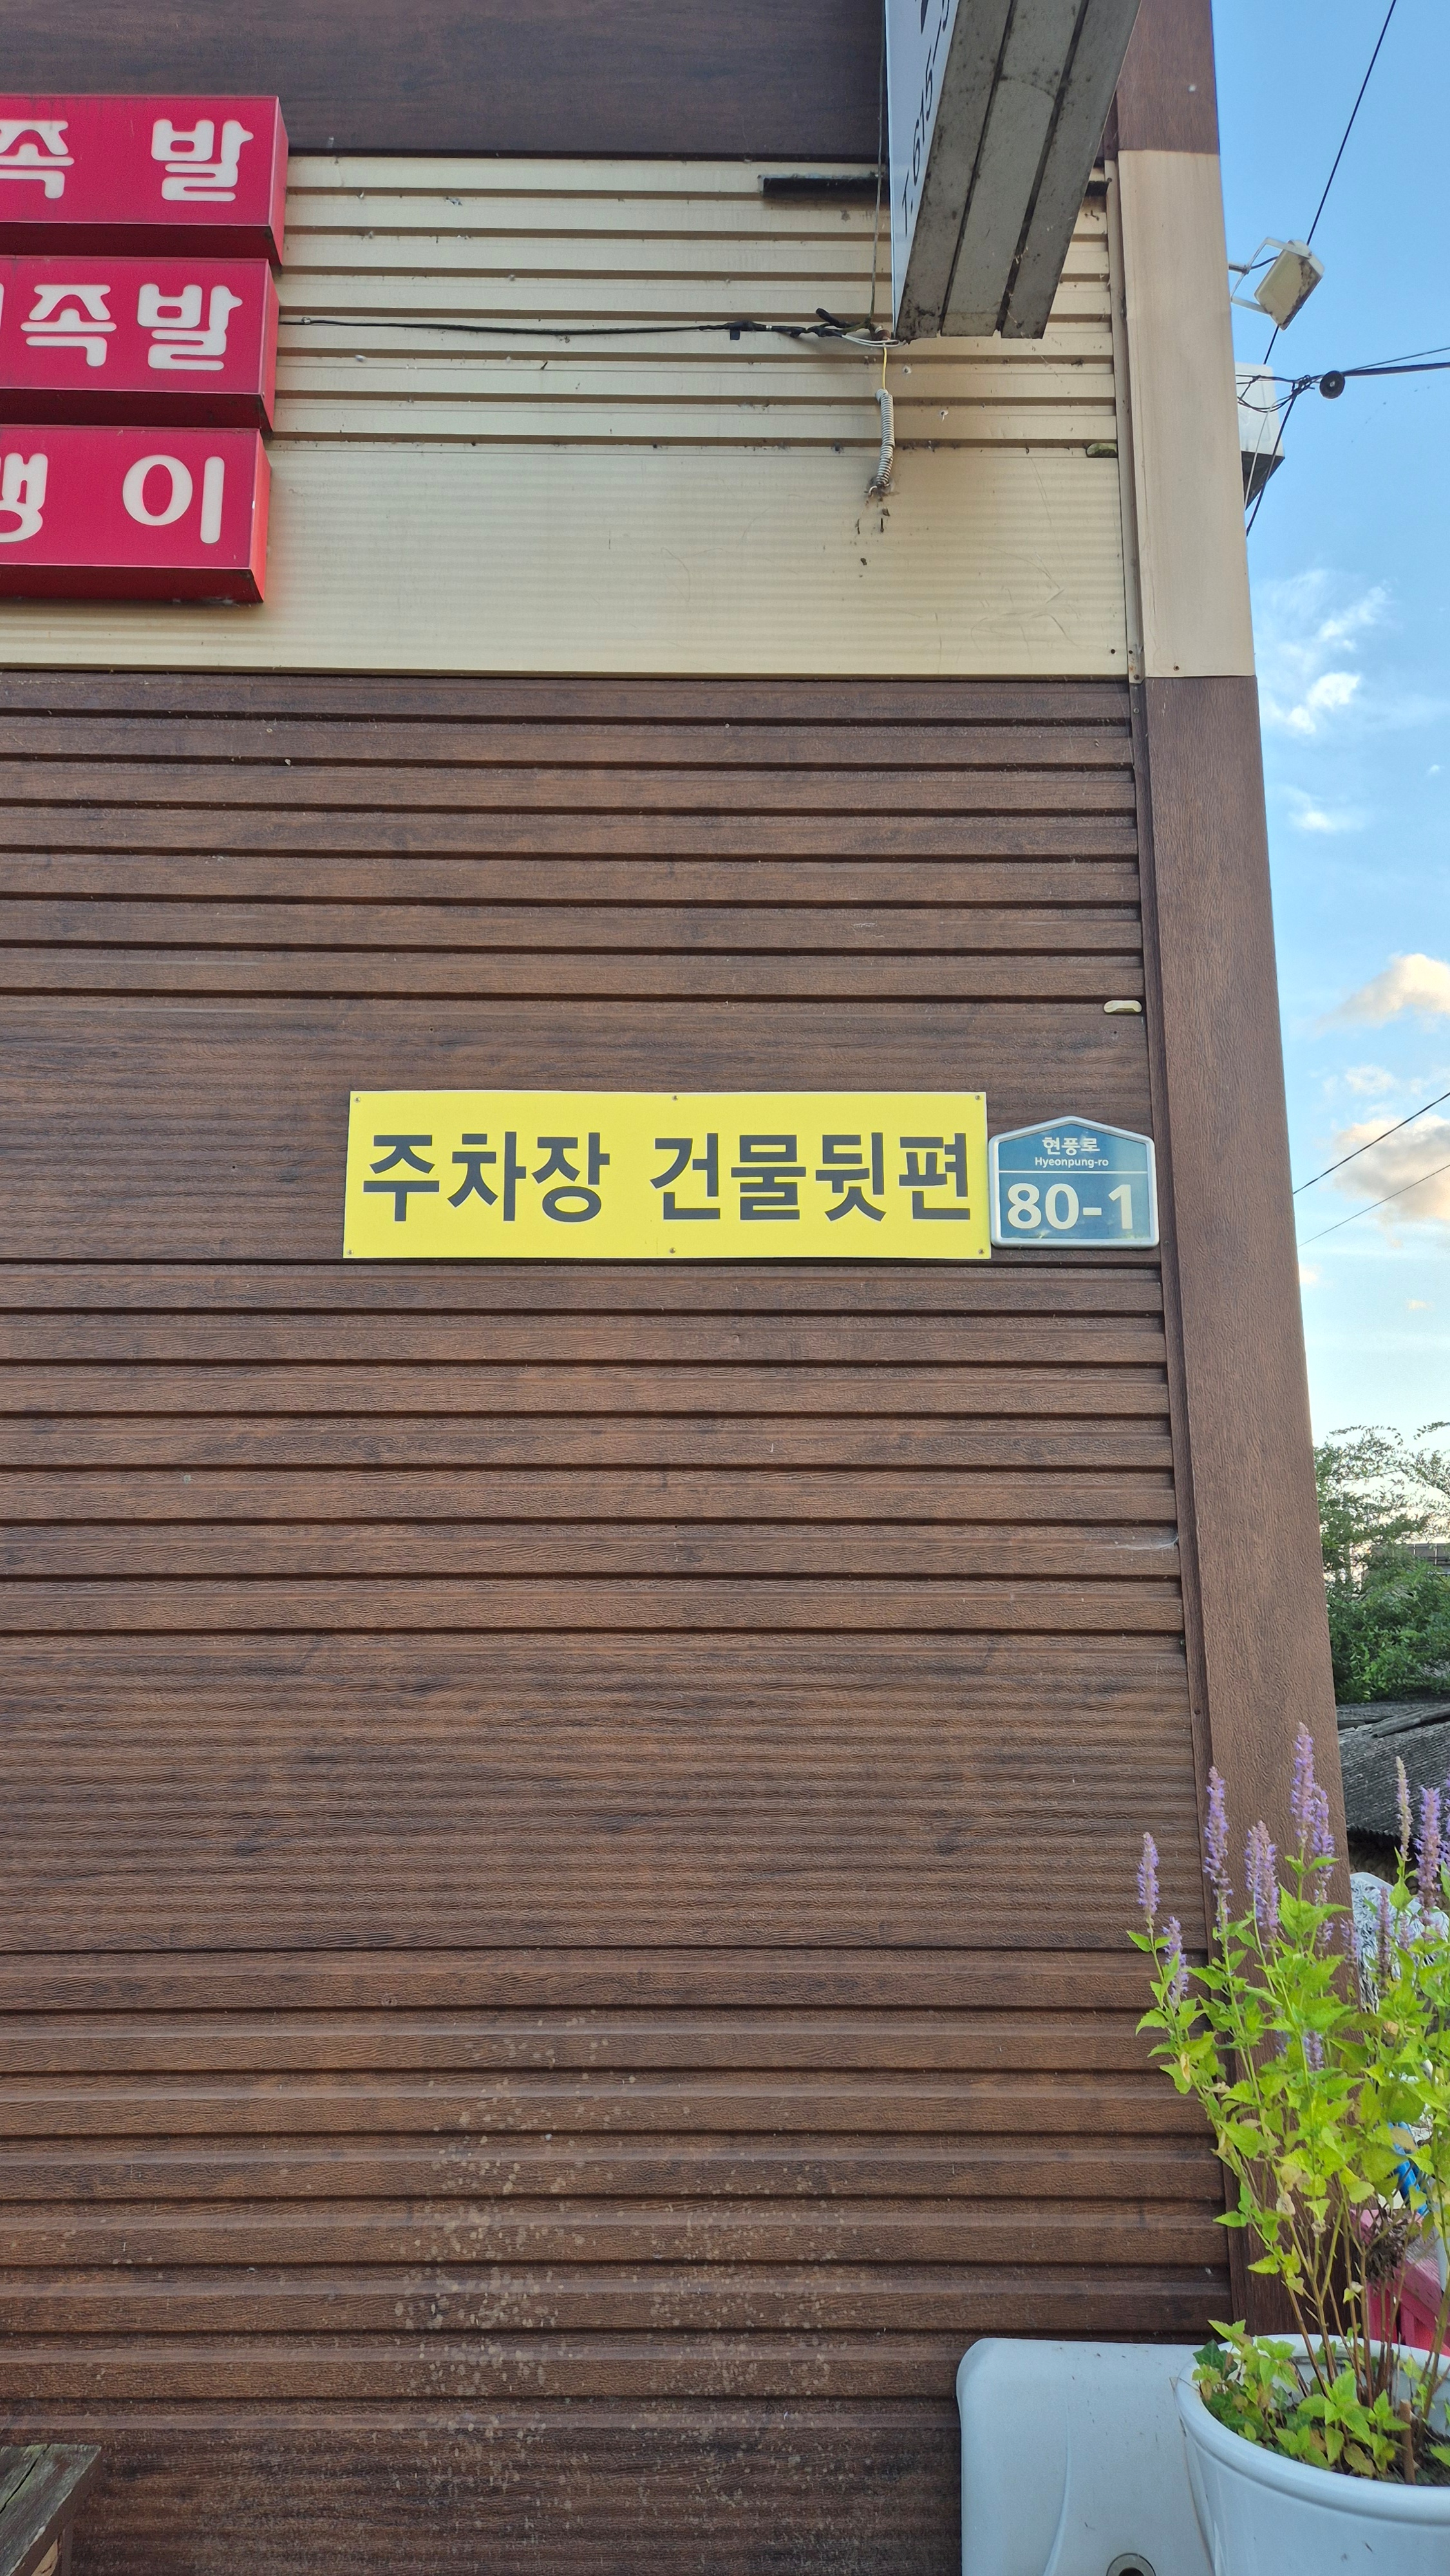 족 발
족발
이
T. 615-
주차장 건물뒷편
현풍로
Hyeonpung-ro
80-1